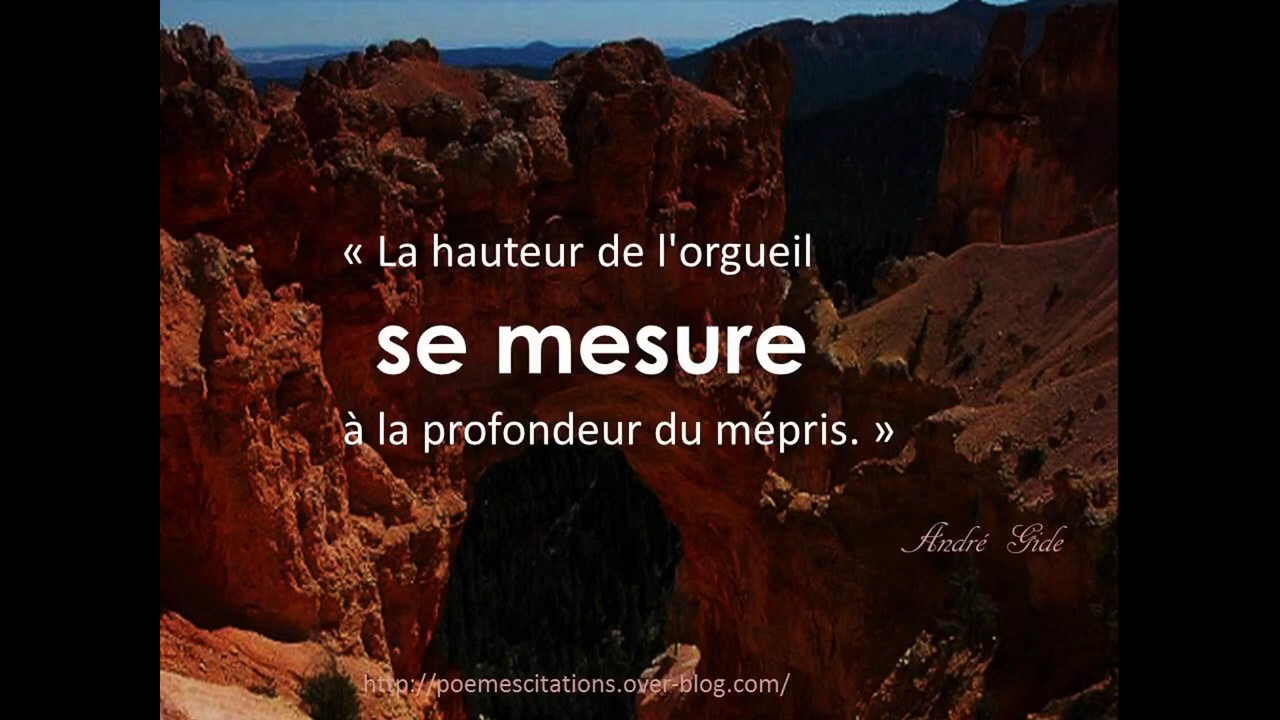 « La hauteur de l'orgueil
se mesure
à la profondeur du mépris. »
André Gide
http://poemescitations.over-blog.com/